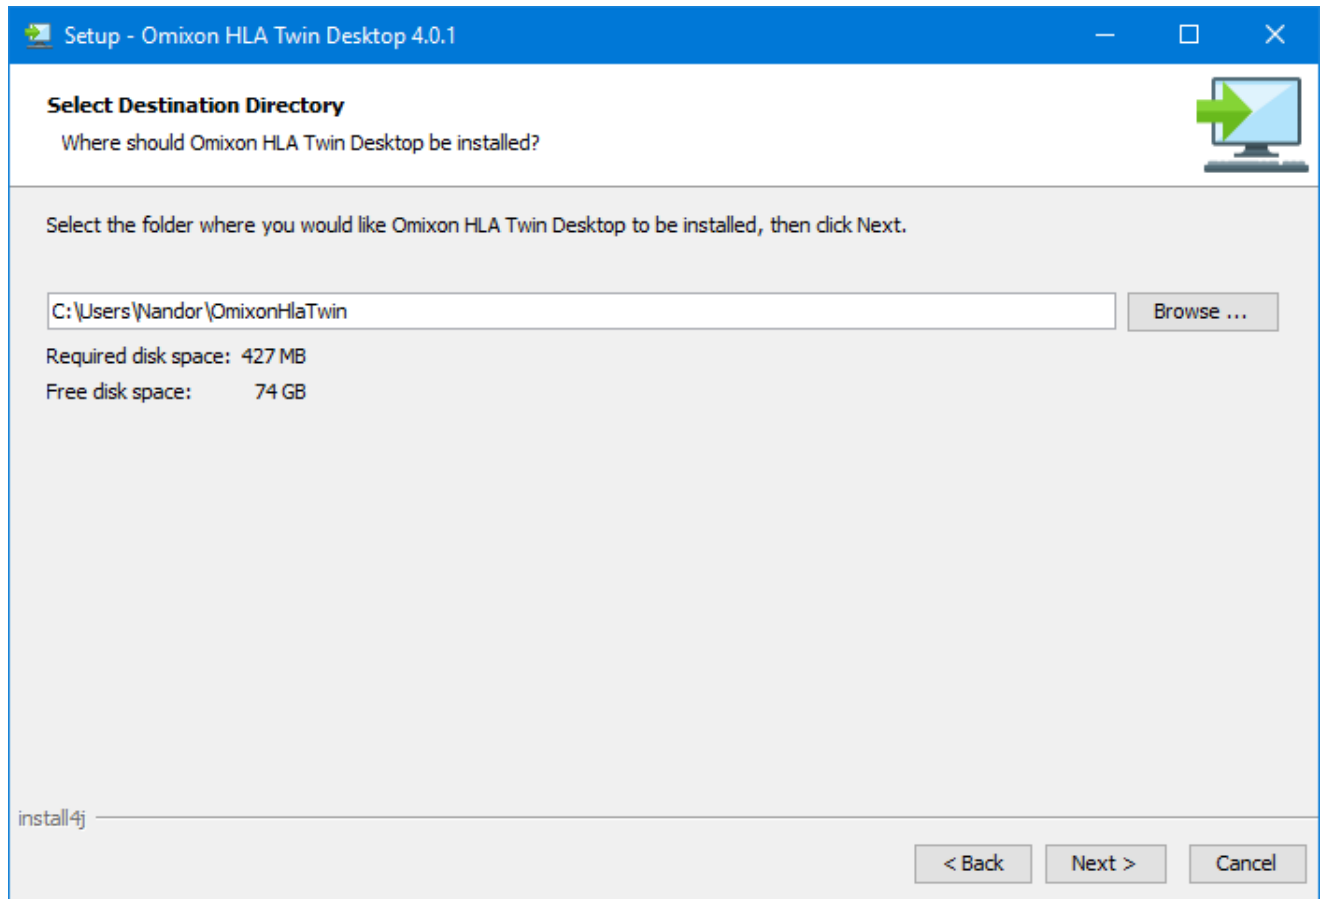 Setup - Omixon HLA Twin Desktop 4.0.1
Select Destination Directory
Where should Omixon HLA Twin Desktop be installed?
Select the folder where you would like Omixon HLA Twin Desktop to be installed, then click Next.
C:\Users\Nandor\OmixonHlaTwin
Browse ...
Required disk space: 427 MB
Free disk space: 74 GB
install4j
< Back
Next >
Cancel